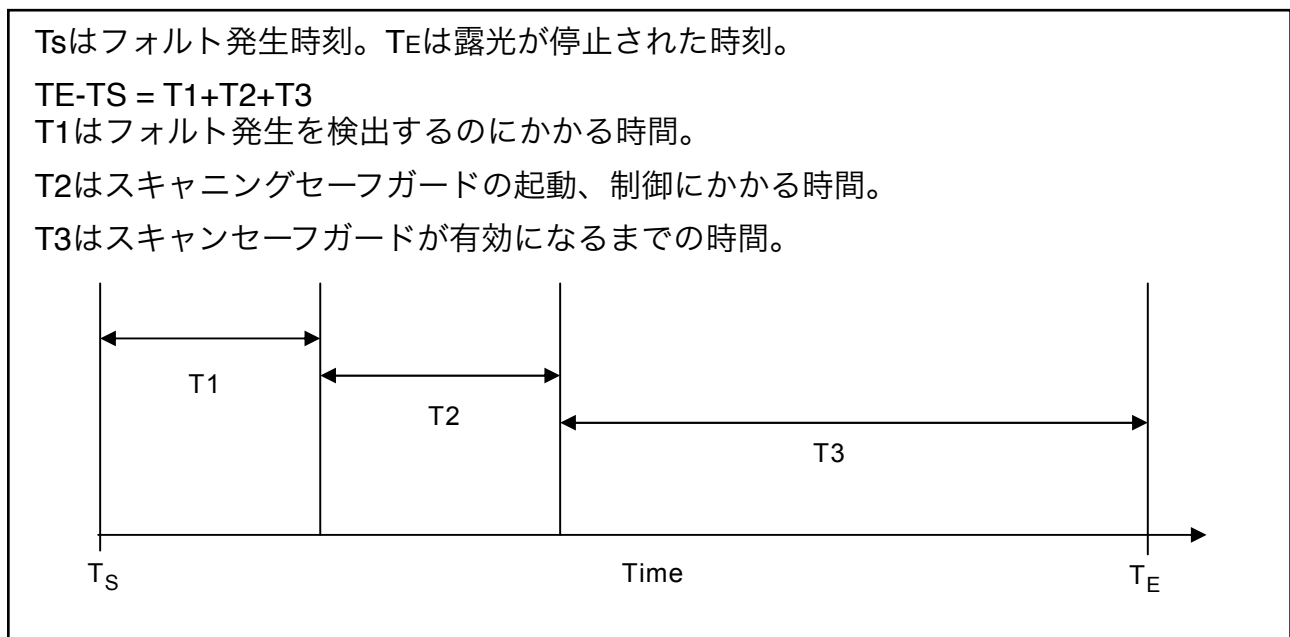 Tsはフォルト発生時刻。TEは露光が停止された時刻。
TE-TS = T1+T2+T3
T1はフォルト発生を検出するのにかかる時間。
T2はスキャニングセーフガードの起動、制御にかかる時間。
T3はスキャンセーフガードが有効になるまでの時間。
T1
T2
T3
TS
Time
TE